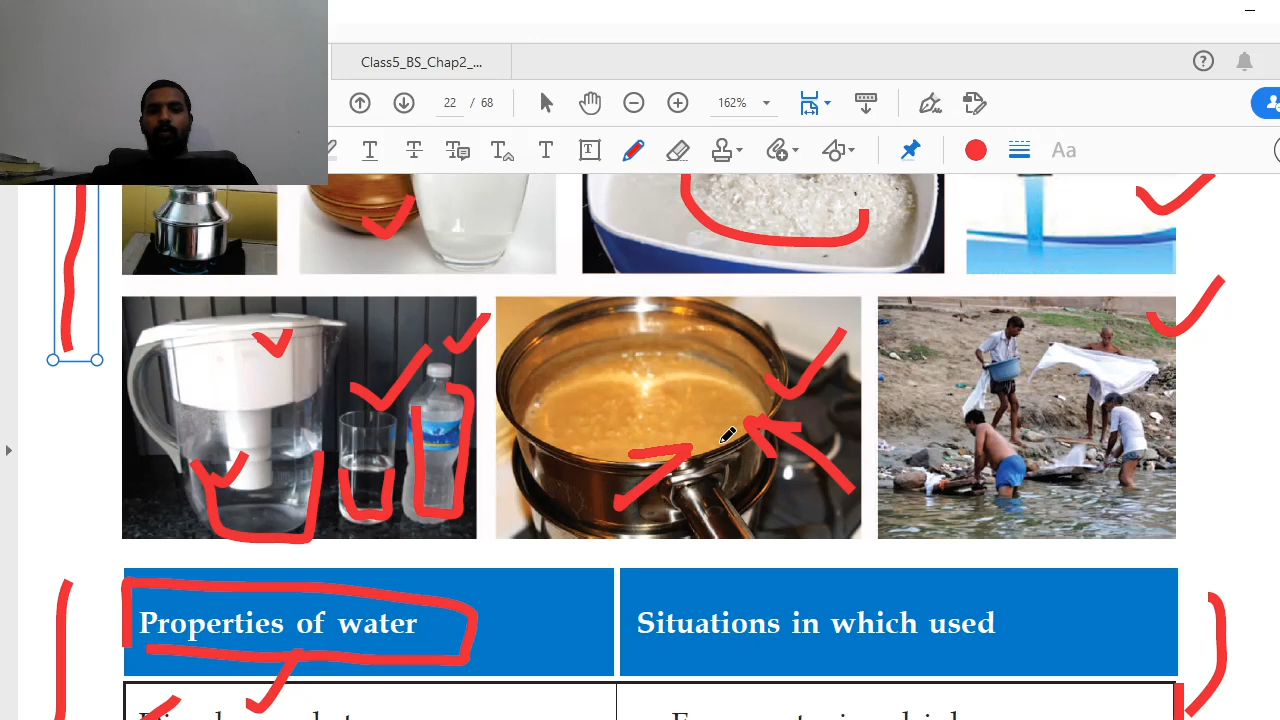 Class5_BS_Chap2_...
22 / 68
162%
Aa
Properties of water
Situations in which used